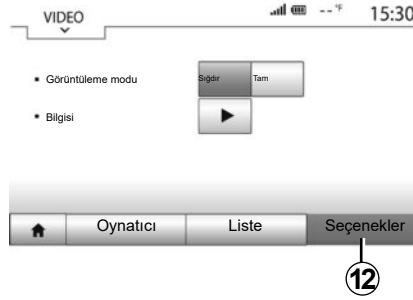 VIDEO
--°F
15:30
Görüntüleme modu
Sığdır
Tam
Bilgisi
Oynatıcı
Liste
Seçenekler
12